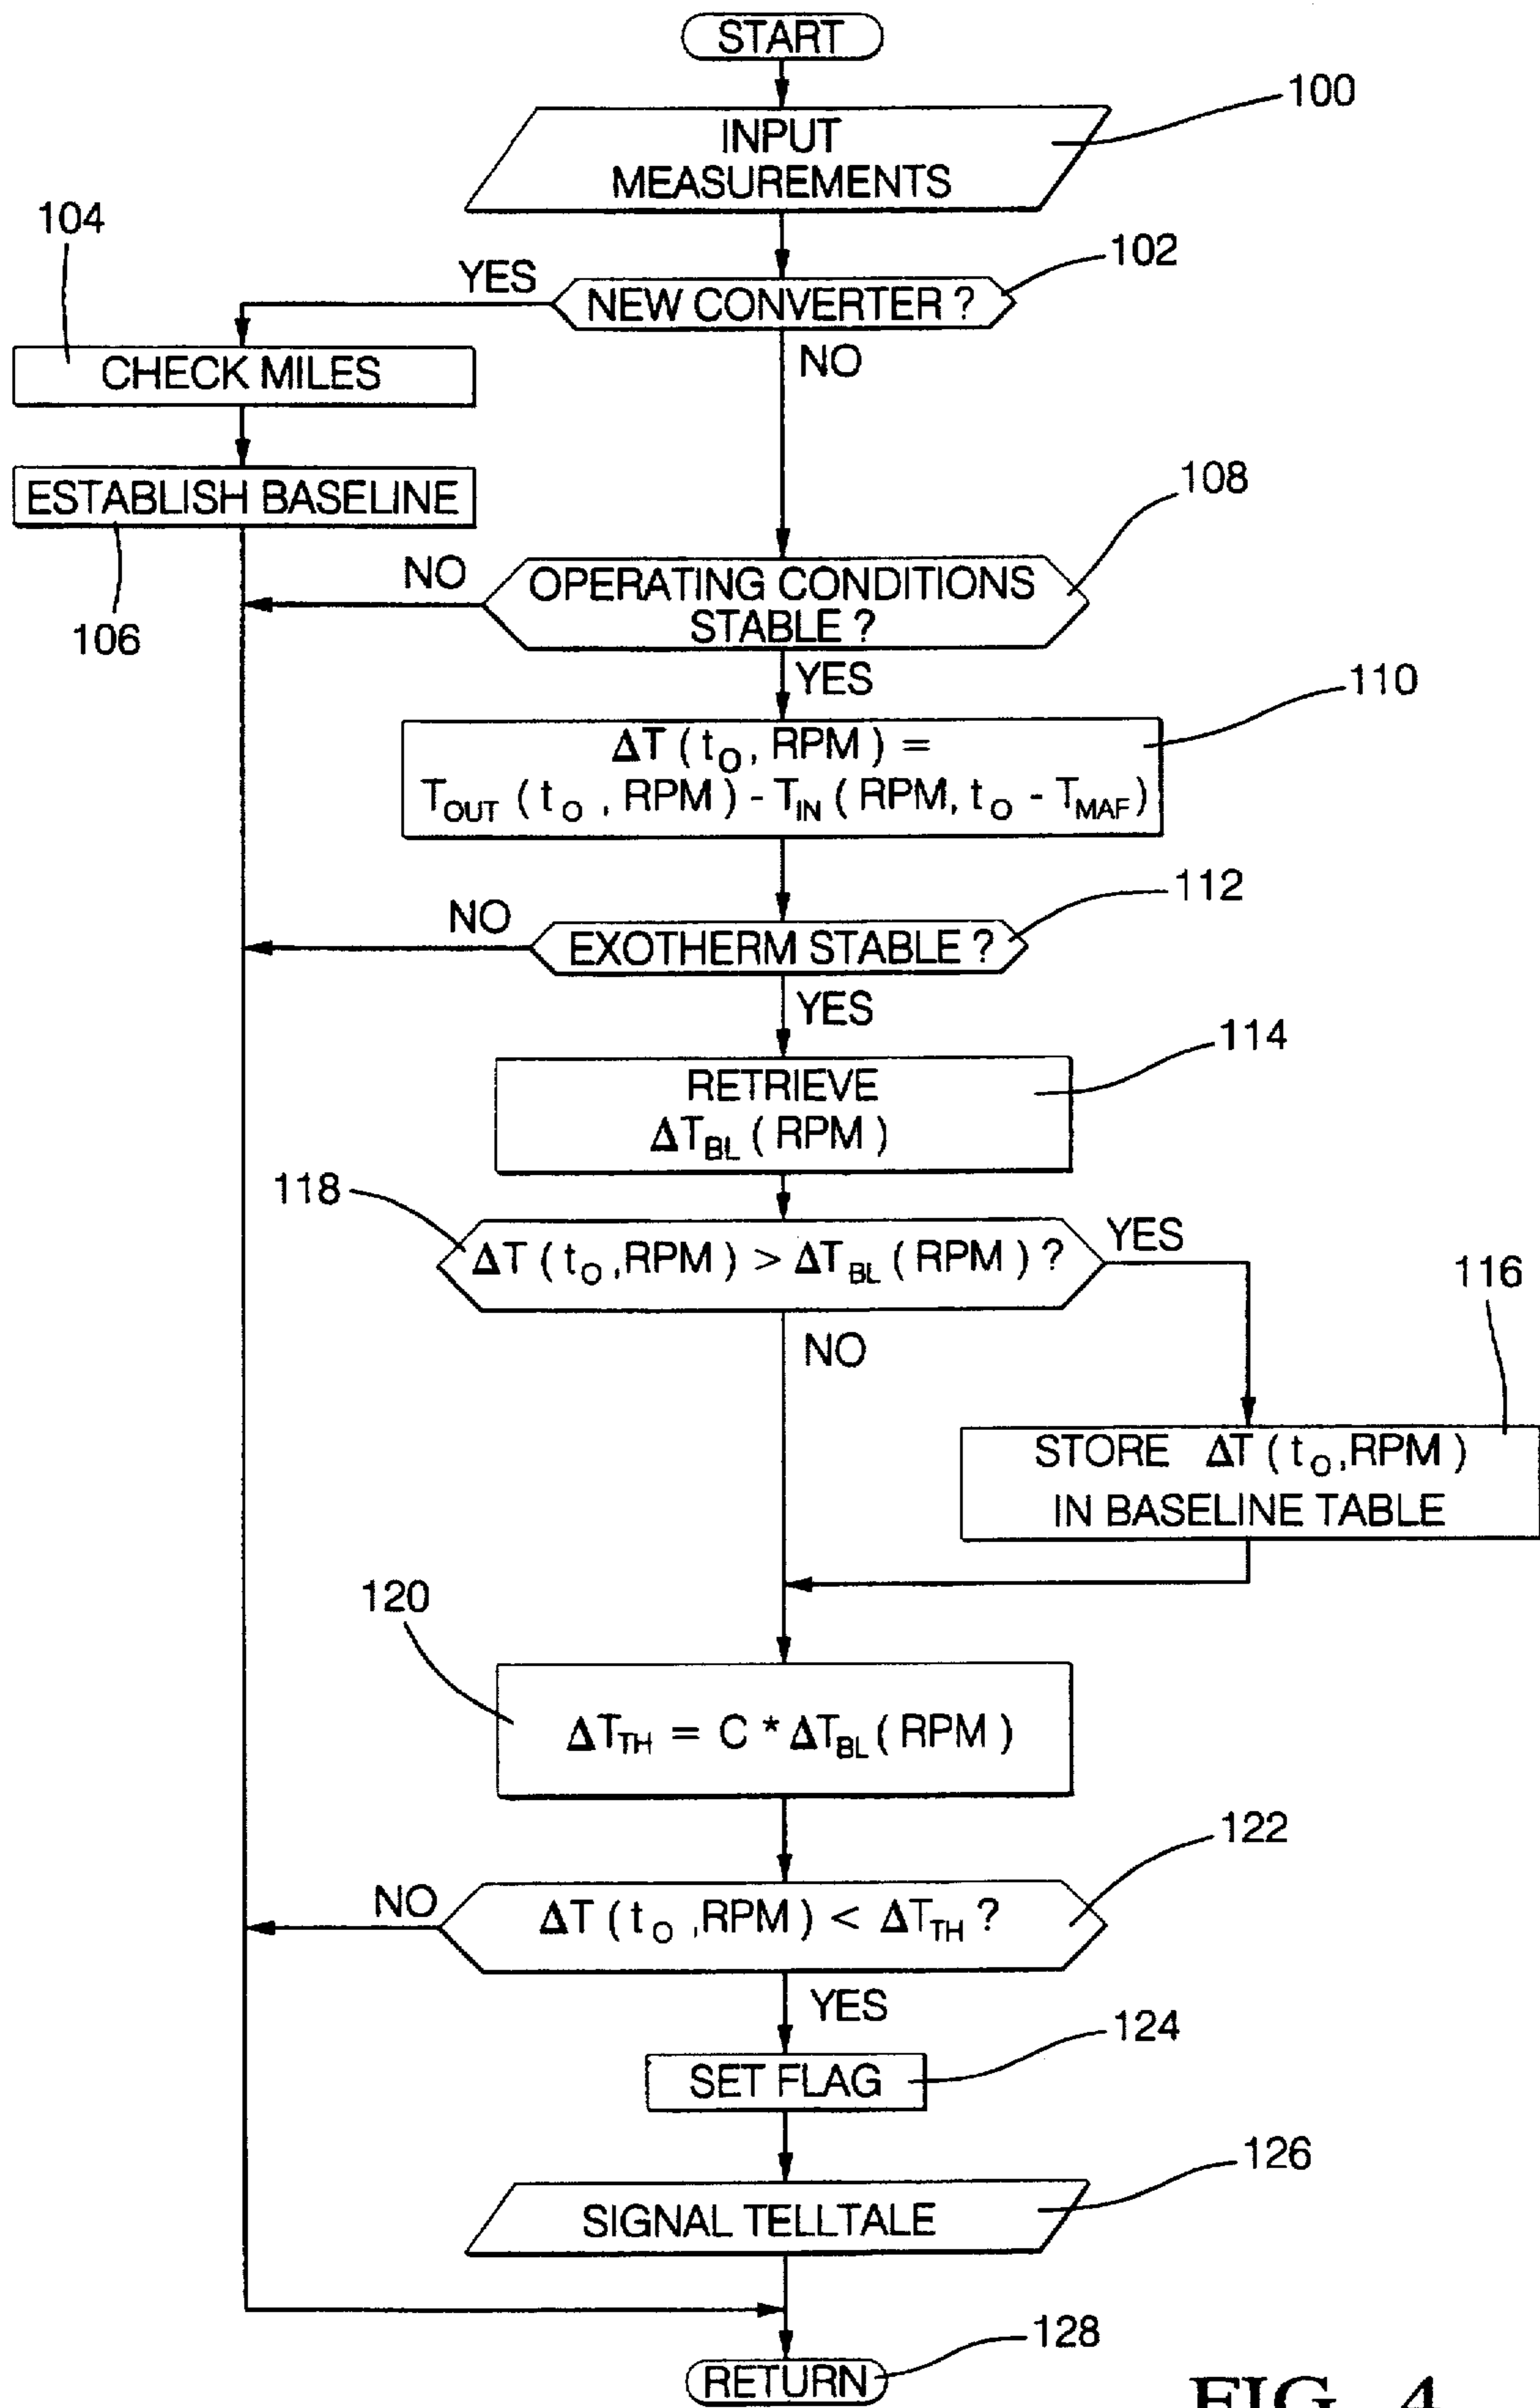 START
100
INPUT
MEASUREMENTS
102
104
YES
NEW CONVERTER ?
CHECK MILES
NO
ESTABLISH BASELINE
106
108
NO
OPERATING CONDITIONS
STABLE ?
YES
110
ΔT ( tO , RPM ) =
TOUT ( tO , RPM ) - TIN ( RPM, tO - TMAF )
112
NO
EXOTHERM STABLE ?
YES
114
RETRIEVE
ΔTBL ( RPM )
118
ΔT ( tO ,RPM ) > ΔTBL ( RPM ) ?
YES
116
NO
STORE ΔT ( tO ,RPM )
IN BASELINE TABLE
120
ΔTTH = C * ΔTBL ( RPM )
122
NO
ΔT ( tO ,RPM ) < ΔTTH ?
YES
124
SET FLAG
126
SIGNAL TELLTALE
128
RETURN
FIG. 4